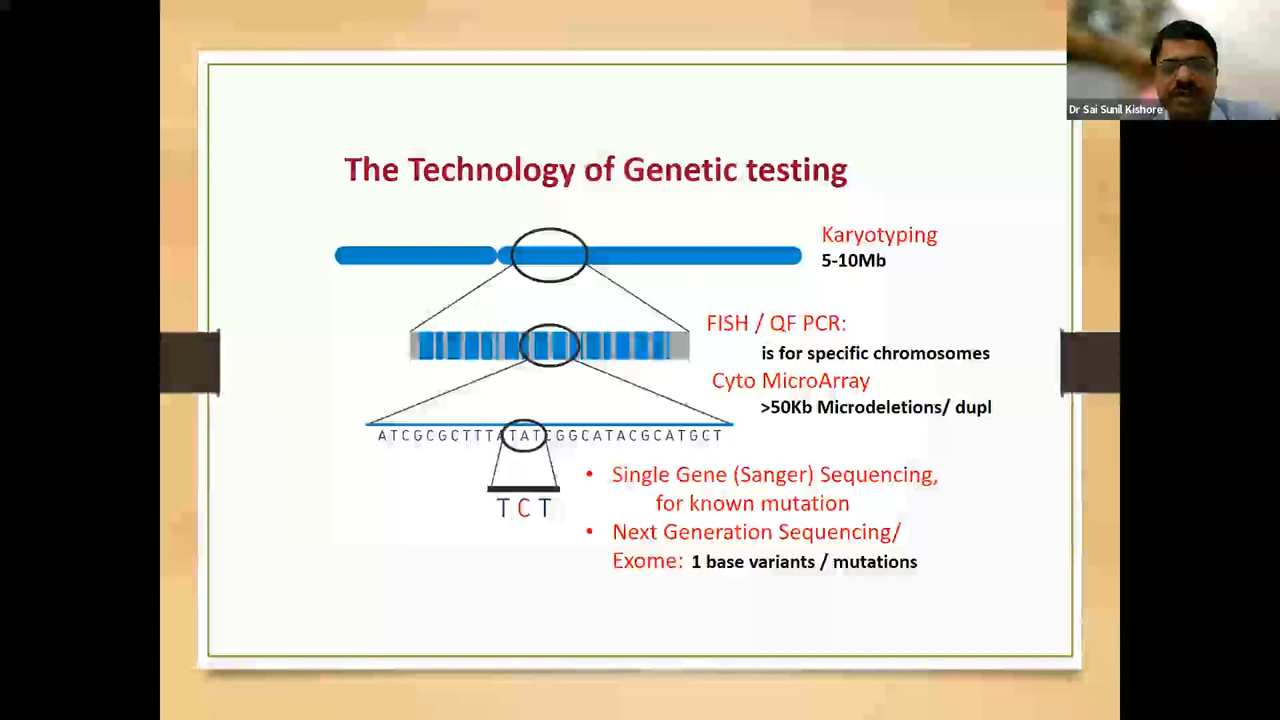 Dr Sai Sunil Kishore
The Technology of Genetic testing
Karyotyping
5-10Mb
FISH / QF PCR:
is for specific chromosomes
Cyto MicroArray
>50Kb Microdeletions/ dupl
ATCGCGCTTTATATCGGCATACGCATGCT
TCT
• Single Gene (Sanger) Sequencing,
for known mutation
• Next Generation Sequencing/
Exome: 1 base variants / mutations